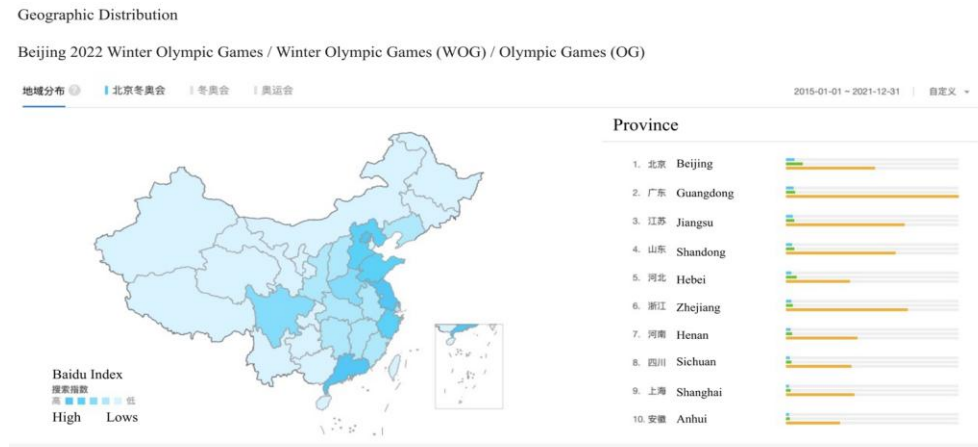 Geographic Distribution
Beijing 2022 Winter Olympic Games / Winter Olympic Games (WOG) / Olympic Games (OG)
地域分布 ? 北京冬奥会 冬奥会 奥运会 2015-01-01 ~ 2021-12-31 自定义
Province
1. 北京 Beijing
2. 广东 Guangdong
3. 江苏 Jiangsu
4. 山东 Shandong
5. 河北 Hebei
6. 浙江 Zhejiang
7. 河南 Henan
8. 四川 Sichuan
9. 上海 Shanghai
10. 安徽 Anhui
Baidu Index
搜索指数
高 低
High Lows